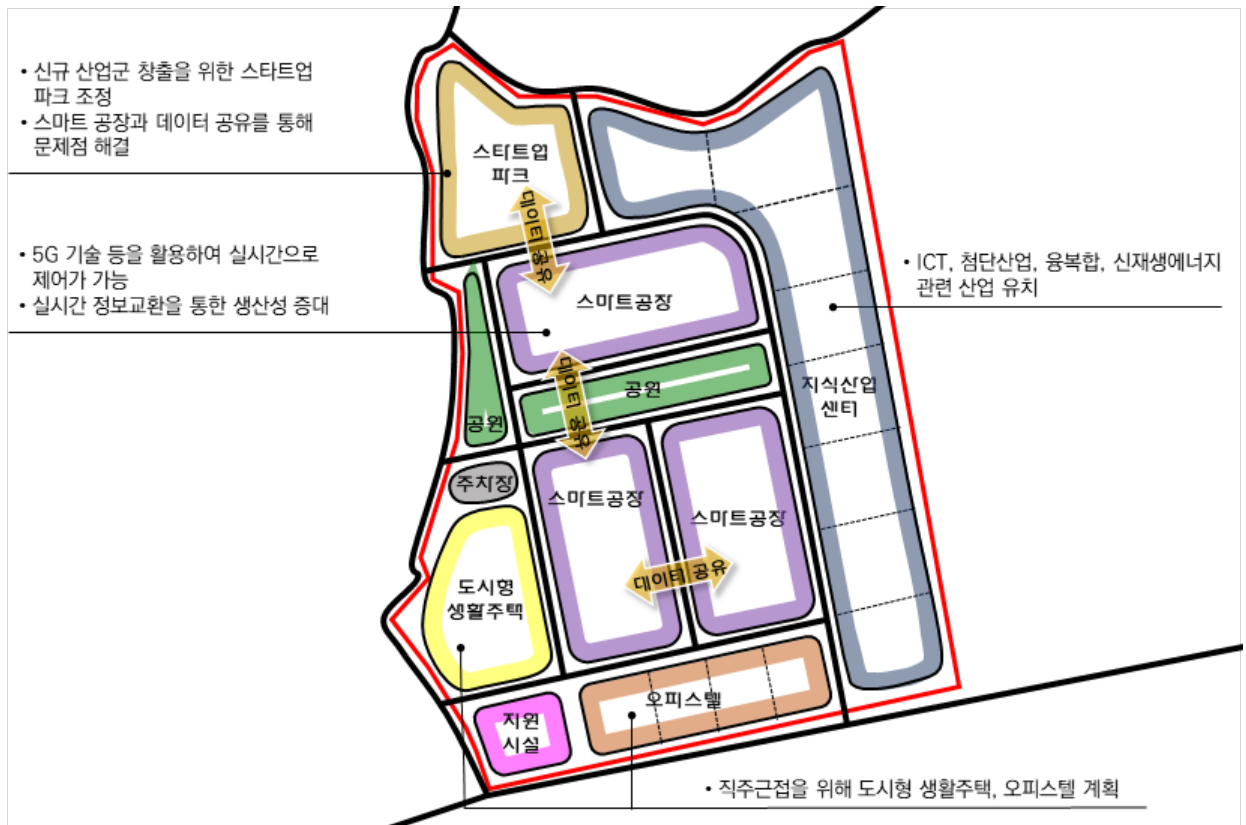 • 신규 산업군 창출을 위한 스타트업
파크 조정
• 스마트 공장과 데이터 공유를 통해
문제점 해결
스타트업
파크
데이터 공유
• 5G 기술 등을 활용하여 실시간으로
제어가 가능
• 실시간 정보교환을 통한 생산성 증대
스마트공장
• ICT, 첨단산업, 융복합, 신재생에너지
관련 산업 유치
데이터 공유
공원
지식산업
센터
공원
주차장
스마트공장
스마트공장
데이터 공유
도시형
생활주택
오피스텔
지원
시설
• 직주근접을 위해 도시형 생활주택, 오피스텔 계획